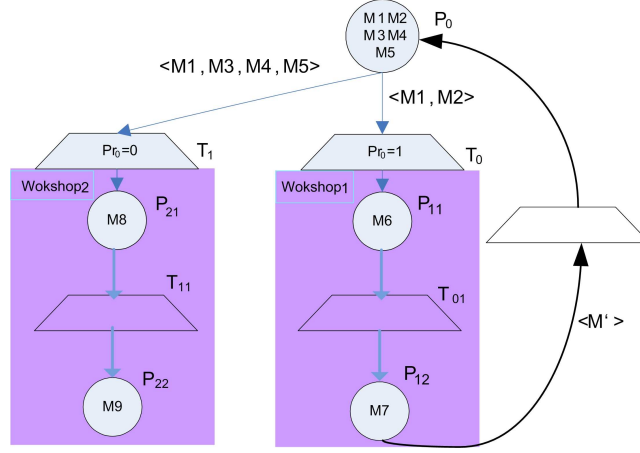 M1 M2
M3 M4
M5
P0
<M1, M3, M4, M5>
<M1, M2>
Pr0=0
T1
Pr0=1
T0
Wokshop2
Wokshop1
M8
P21
M6
P11
T11
T01
<M' >
M9
P22
M7
P12